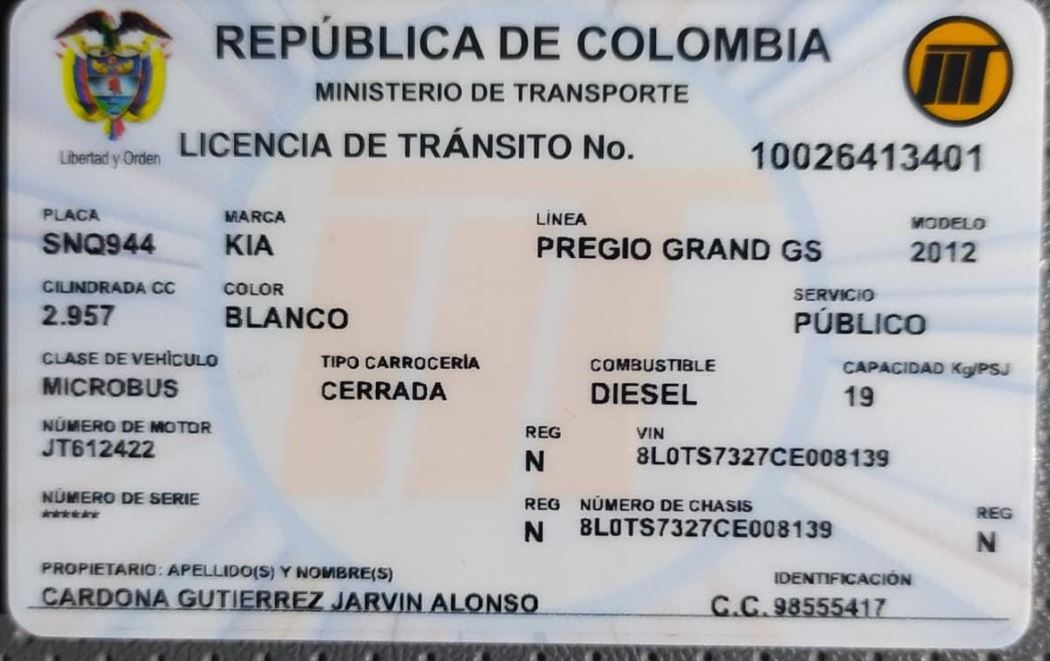 REPÚBLICA DE COLOMBIA
MINISTERIO DE TRANSPORTE
Libertad y Orden
LICENCIA DE TRÁNSITO No. 10026413401
PLACA MARCA LÍNEA MODELO
SNQ944 KIA PREGIO GRAND GS 2012
CILINDRADA CC COLOR SERVICIO
2.957 BLANCO PÚBLICO
CLASE DE VEHÍCULO TIPO CARROCERÍA COMBUSTIBLE CAPACIDAD Kg/PSJ
MICROBUS CERRADA DIESEL 19
NÚMERO DE MOTOR REG VIN
JT612422 N 8L0TS7327CE008139
NÚMERO DE SERIE REG NÚMERO DE CHASIS REG
****** N 8L0TS7327CE008139 N
PROPIETARIO: APELLIDO(S) Y NOMBRE(S) IDENTIFICACIÓN
CARDONA GUTIERREZ JARVIN ALONSO C.C. 98555417